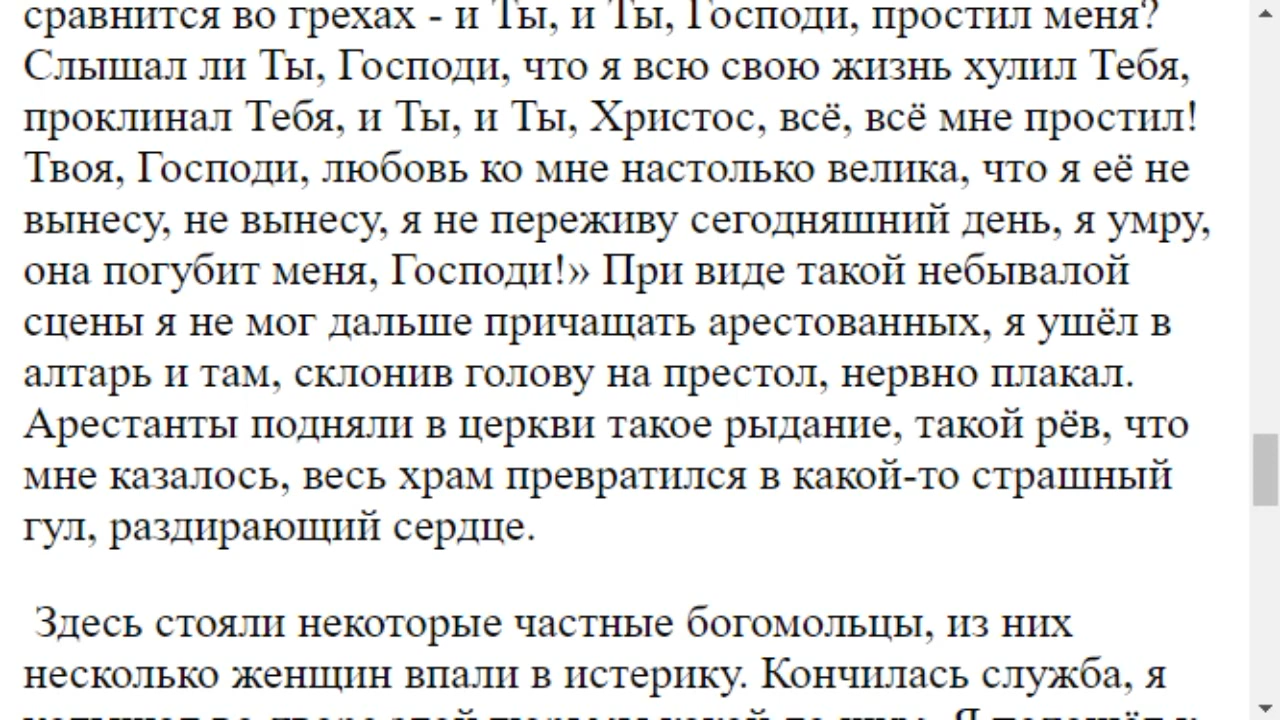 сравнится во грехах - и Ты, и Ты, Господи, простил меня?
Слышал ли Ты, Господи, что я всю свою жизнь хулил Тебя,
проклинал Тебя, и Ты, и Ты, Христос, всё, всё мне простил!
Твоя, Господи, любовь ко мне настолько велика, что я её не
вынесу, не вынесу, я не переживу сегодняшний день, я умру,
она погубит меня, Господи!» При виде такой небывалой
сцены я не мог дальше причащать арестованных, я ушёл в
алтарь и там, склонив голову на престол, нервно плакал.
Арестанты подняли в церкви такое рыдание, такой рёв, что
мне казалось, весь храм превратился в какой-то страшный
гул, раздирающий сердце.
Здесь стояли некоторые частные богомольцы, из них
несколько женщин впали в истерику. Кончилась служба, я